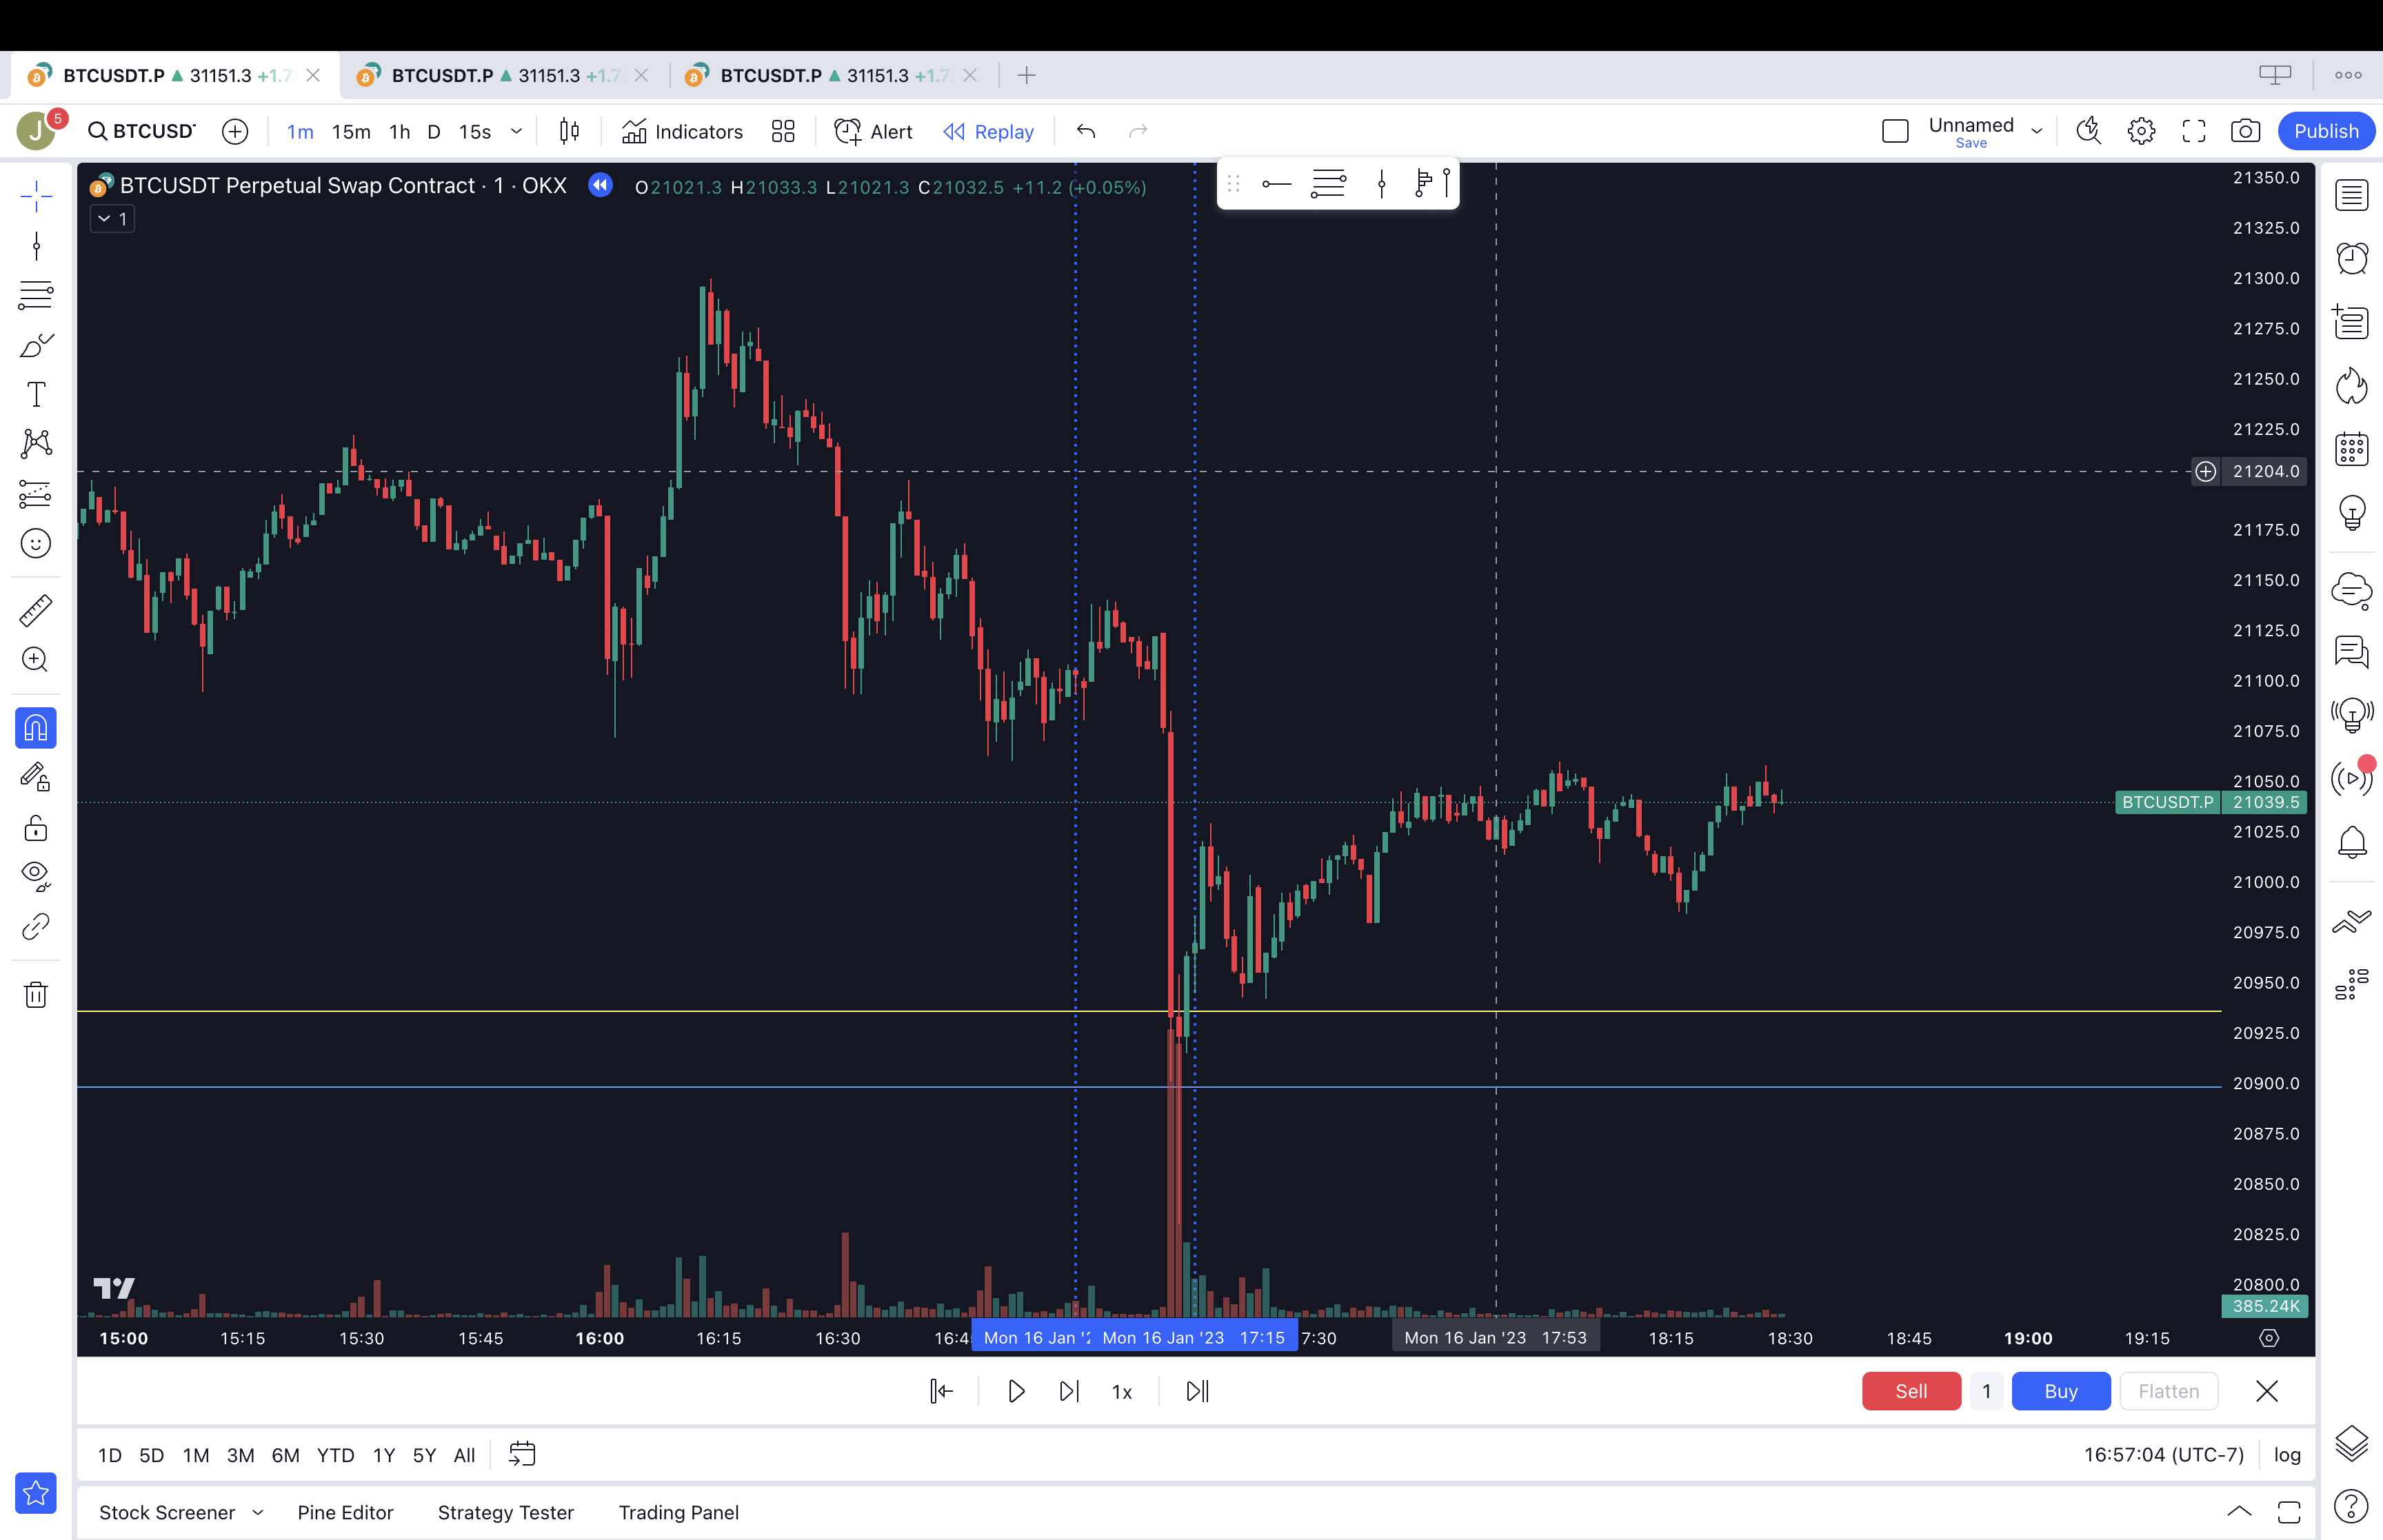 BTCUSDT.P 31151.3 +1.7 BTCUSDT.P 31151.3 +1.7 BTCUSDT.P 31151.3 +1.7
J 5 BTCUSD 1m 15m 1h D 15s Indicators Alert Replay Unnamed Save Publish
BTCUSDT Perpetual Swap Contract · 1 · OKX O21021.3 H21033.3 L21021.3 C21032.5 +11.2 (+0.05%)
1
T
21350.0
21325.0
21300.0
21275.0
21250.0
21225.0
21204.0
21175.0
21150.0
21125.0
21100.0
21075.0
21050.0
BTCUSDT.P 21039.5
21025.0
21000.0
20975.0
20950.0
20925.0
20900.0
20875.0
20850.0
20825.0
20800.0
385.24K
15:00 15:15 15:30 15:45 16:00 16:15 16:30 16:4 Mon 16 Jan '2 Mon 16 Jan '23 17:15 7:30 Mon 16 Jan '23 17:53 18:15 18:30 18:45 19:00 19:15
1x Sell 1 Buy Flatten
1D 5D 1M 3M 6M YTD 1Y 5Y All 16:57:04 (UTC-7) log
Stock Screener Pine Editor Strategy Tester Trading Panel